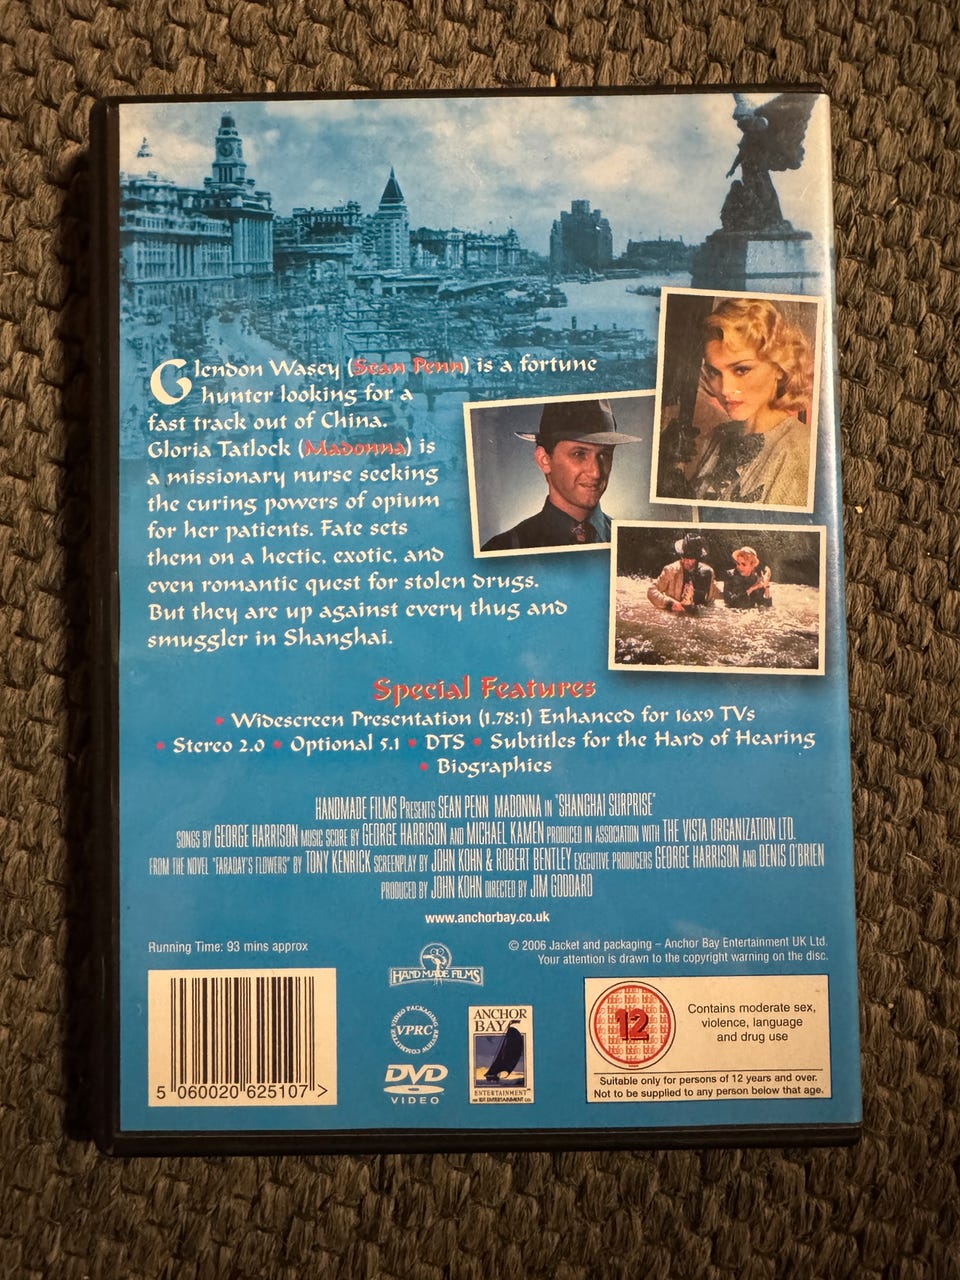 Glendon Wasey (Sean Penn) is a fortune
hunter looking for a
fast track out of China.
Gloria Tatlock (Madonna) is
a missionary nurse seeking
the curing powers of opium
for her patients. Fate sets
them on a hectic, exotic, and
even romantic quest for stolen drugs.
But they are up against every thug and
smuggler in Shanghai.
Special Features
• Widescreen Presentation (1.78:1) Enhanced for 16x9 TVs
• Stereo 2.0 • Optional 5.1 • DTS • Subtitles for the Hard of Hearing
• Biographies
HANDMADE FILMS PRESENTS SEAN PENN MADONNA IN "SHANGHAI SURPRISE"
SONGS BY GEORGE HARRISON MUSIC SCORE BY GEORGE HARRISON AND MICHAEL KAMEN PRODUCED IN ASSOCIATION WITH THE VISTA ORGANIZATION LTD.
FROM THE NOVEL "FARADAY'S FLOWERS" BY TONY KENRICK SCREENPLAY BY JOHN KOHN & ROBERT BENTLEY EXECUTIVE PRODUCERS GEORGE HARRISON AND DENIS O'BRIEN
PRODUCED BY JOHN KOHN DIRECTED BY JIM GODDARD
www.anchorbay.co.uk
Running Time: 93 mins approx
© 2006 Jacket and packaging – Anchor Bay Entertainment UK Ltd.
Your attention is drawn to the copyright warning on the disc.
HAND MADE FILMS
5 060020 625107 >
VIDEO PACKAGING REVIEW COMMITTEE
VPRC
DVD
VIDEO
ANCHOR
BAY
ENTERTAINMENT
12
Contains moderate sex,
violence, language
and drug use
Suitable only for persons of 12 years and over.
Not to be supplied to any person below that age.